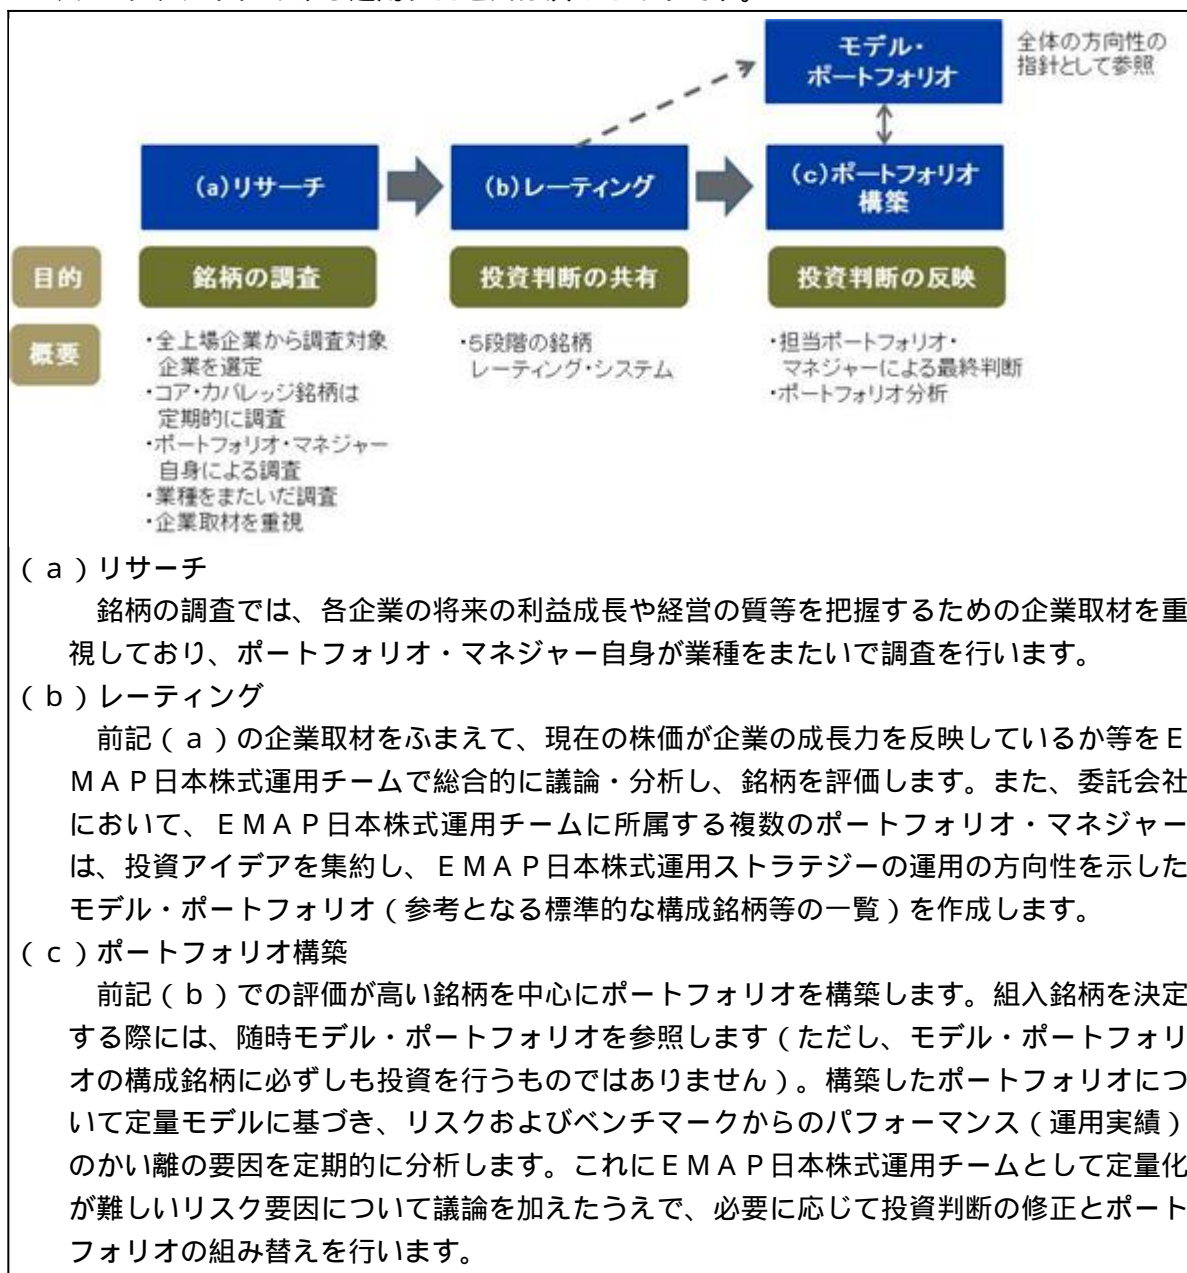 モデル・
ポートフォリオ
全体の方向性の
指針として参照
(a)リサーチ
(b)レーティング
(c)ポートフォリオ
構築
目的
銘柄の調査
投資判断の共有
投資判断の反映
概要
・全上場企業から調査対象
企業を選定
・コア・カバレッジ銘柄は
定期的に調査
・ポートフォリオ・マネジャー
自身による調査
・業種をまたいだ調査
・企業取材を重視
・5段階の銘柄
レーティング・システム
・担当ポートフォリオ・
マネジャーによる最終判断
・ポートフォリオ分析
(a)リサーチ
銘柄の調査では、各企業の将来の利益成長や経営の質等を把握するための企業取材を重
視しており、ポートフォリオ・マネジャー自身が業種をまたいで調査を行います。
(b)レーティング
前記(a)の企業取材をふまえて、現在の株価が企業の成長力を反映しているか等をE
MAP日本株式運用チームで総合的に議論・分析し、銘柄を評価します。また、委託会社
において、EMAP日本株式運用チームに所属する複数のポートフォリオ・マネジャー
は、投資アイデアを集約し、EMAP日本株式運用ストラテジーの運用の方向性を示した
モデル・ポートフォリオ(参考となる標準的な構成銘柄等の一覧)を作成します。
(c)ポートフォリオ構築
前記(b)での評価が高い銘柄を中心にポートフォリオを構築します。組入銘柄を決定
する際には、随時モデル・ポートフォリオを参照します(ただし、モデル・ポートフォリ
オの構成銘柄に必ずしも投資を行うものではありません)。構築したポートフォリオにつ
いて定量モデルに基づき、リスクおよびベンチマークからのパフォーマンス(運用実績)
のかい離の要因を定期的に分析します。これにEMAP日本株式運用チームとして定量化
が難しいリスク要因について議論を加えたうえで、必要に応じて投資判断の修正とポート
フォリオの組み替えを行います。